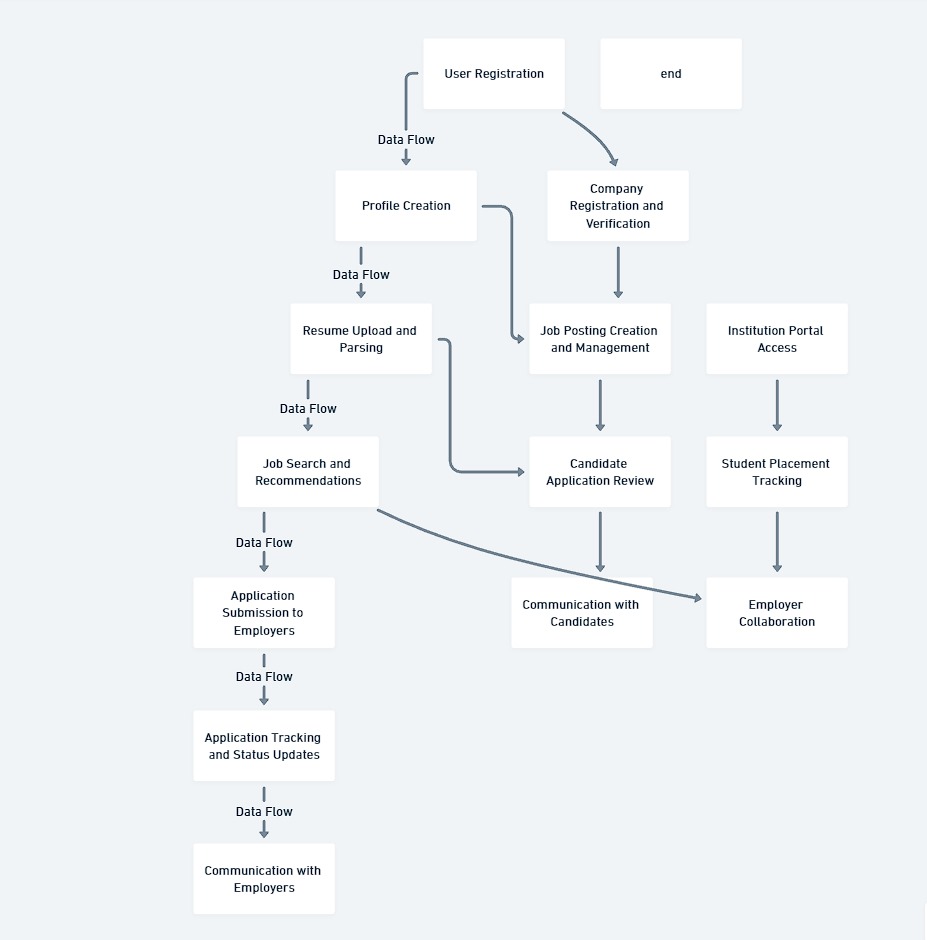 User Registration
end
Data Flow
Profile Creation
Company
Registration and
Verification
Data Flow
Resume Upload and
Parsing
Job Posting Creation
and Management
Institution Portal
Access
Data Flow
Job Search and
Recommendations
Candidate
Application Review
Student Placement
Tracking
Data Flow
Application
Submission to
Employers
Communication with
Candidates
Employer
Collaboration
Data Flow
Application Tracking
and Status Updates
Data Flow
Communication with
Employers